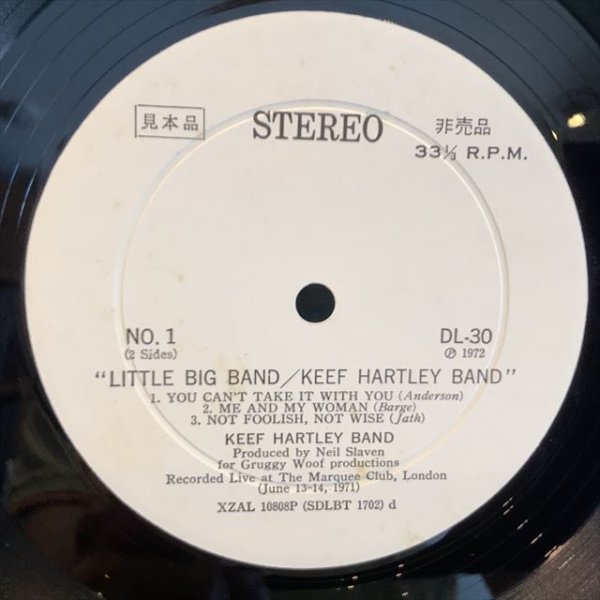 見本品
STEREO
非売品
33⅓ R.P.M.
NO. 1
(2 Sides)
DL-30
Ⓟ 1972
"LITTLE BIG BAND/KEEF HARTLEY BAND"
1. YOU CAN'T TAKE IT WITH YOU (Anderson)
2. ME AND MY WOMAN (Barge)
3. NOT FOOLISH, NOT WISE (Jath)
KEEF HARTLEY BAND
Produced by Neil Slaven
for Gruggy Woof productions
Recorded Live at The Marquee Club, London
(June 13-14, 1971)
XZAL 10808P (SDLBT 1702) d